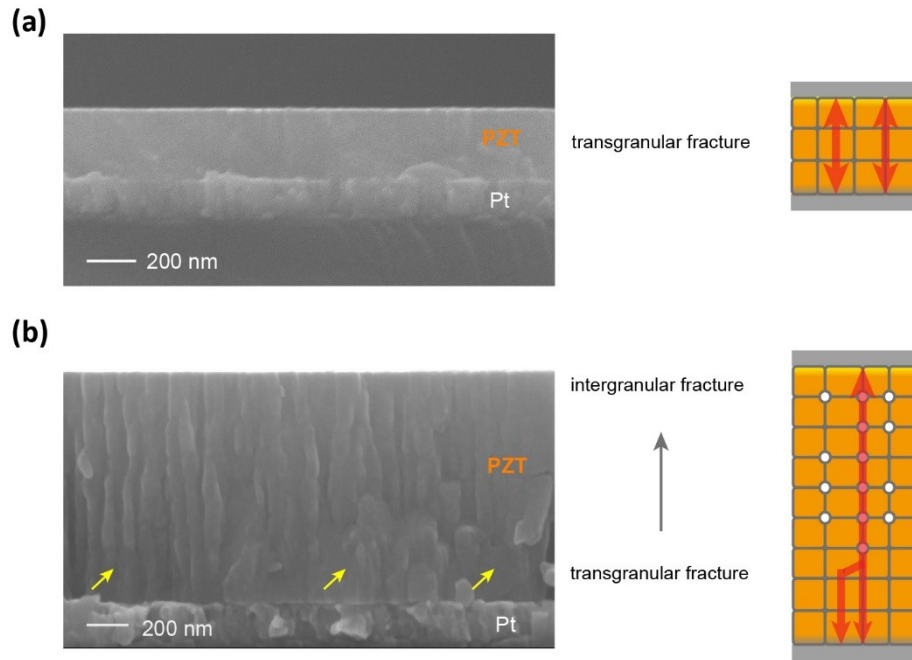 (a)
PZT
transgranular fracture
Pt
200 nm
(b)
intergranular fracture
PZT
transgranular fracture
200 nm
Pt